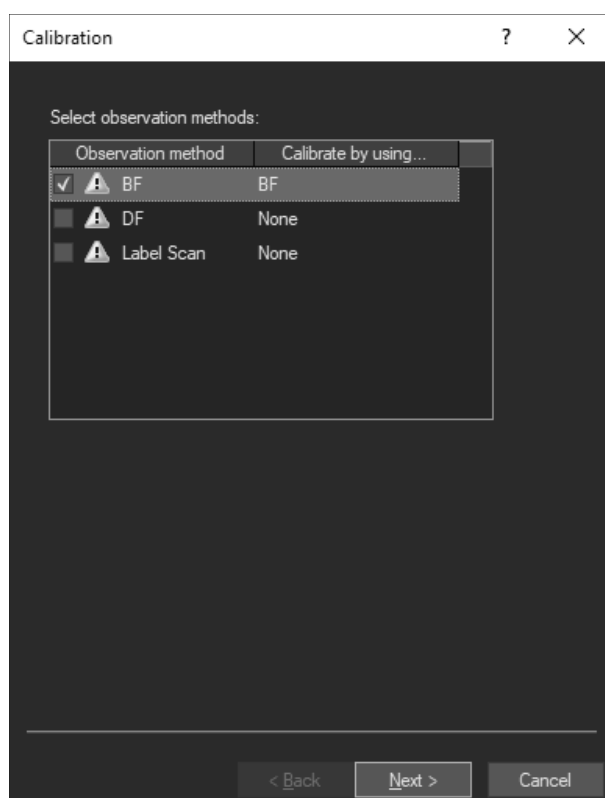 Calibration ?
Select observation methods:
Observation method Calibrate by using...
BF BF
DF None
Label Scan None
< Back Next > Cancel